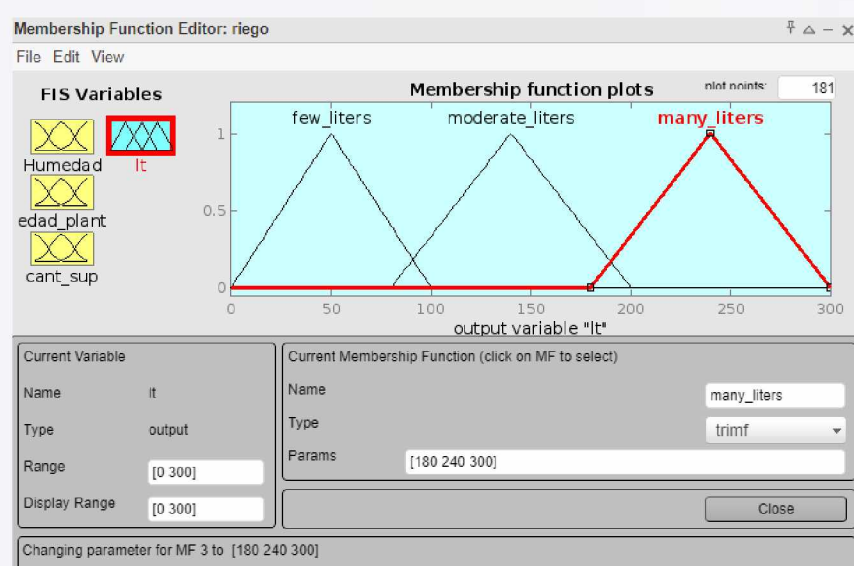 Membership Function Editor: riego
File Edit View
FIS Variables
Humedad
lt
edad_plant
cant_sup
Membership function plots
plot points: 181
few_liters moderate_liters many_liters
1
0.5
0
0 50 100 150 200 250 300
output variable "lt"
Current Variable
Name lt
Type output
Range [0 300]
Display Range [0 300]
Current Membership Function (click on MF to select)
Name many_liters
Type trimf
Params [180 240 300]
Close
Changing parameter for MF 3 to [180 240 300]